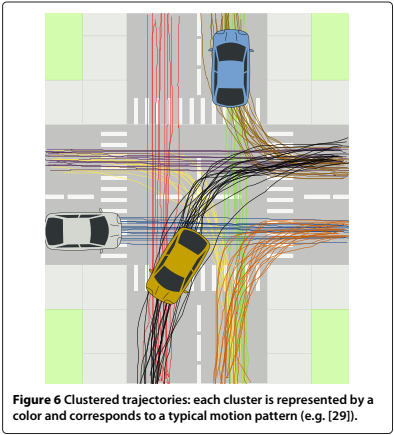 Figure 6 Clustered trajectories: each cluster is represented by a
color and corresponds to a typical motion pattern (e.g. [29]).